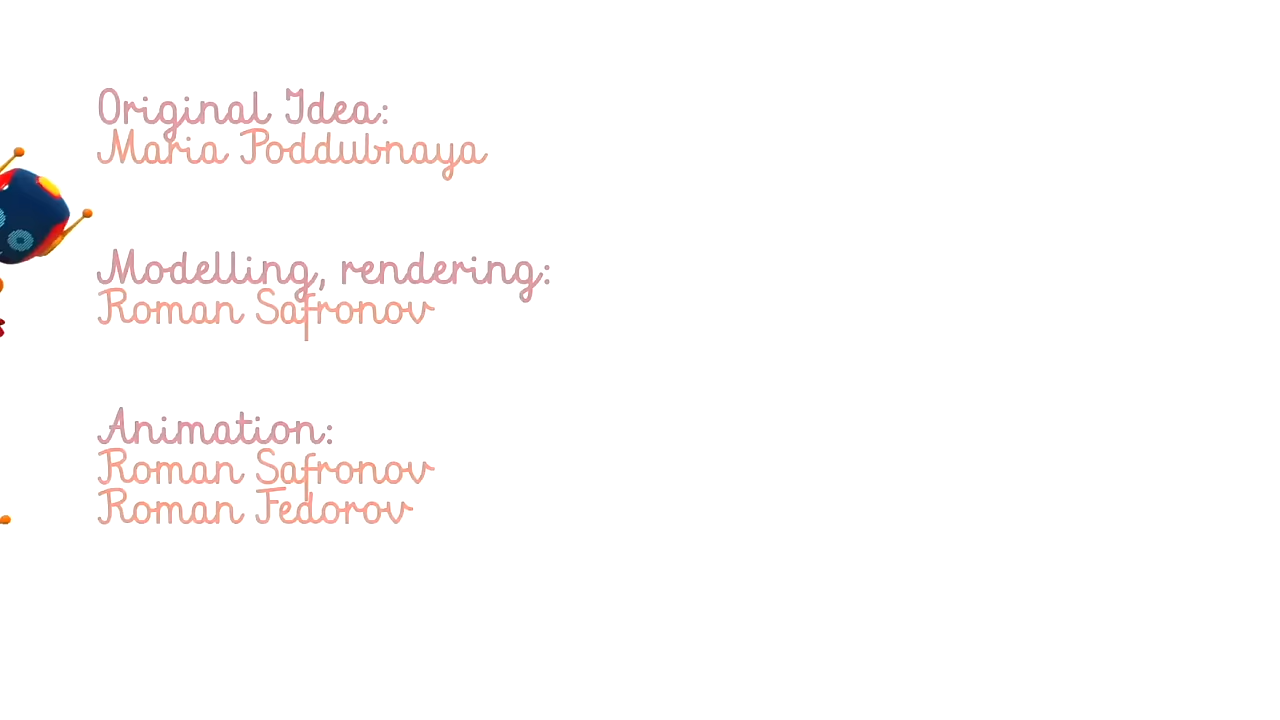 Original Idea:
Maria Poddubnaya
Modelling, rendering:
Roman Safronov
Animation:
Roman Safronov
Roman Fedorov